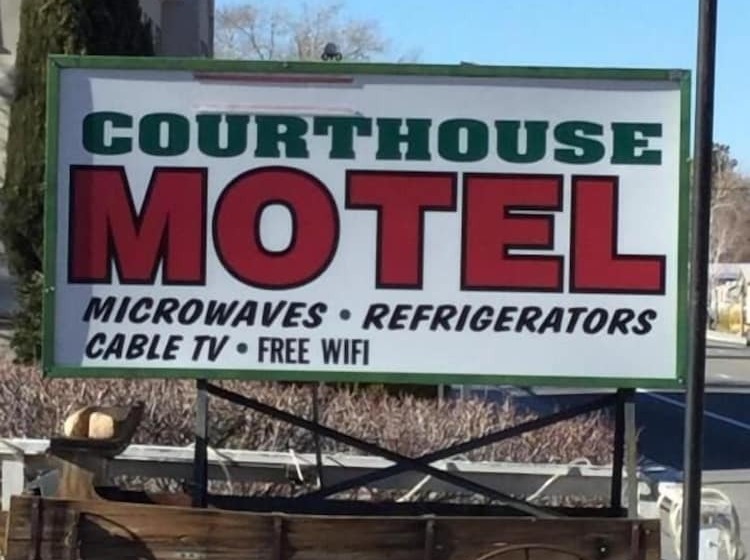 COURTHOUSE
MOTEL
MICROWAVES • REFRIGERATORS
CABLE TV • FREE WIFI